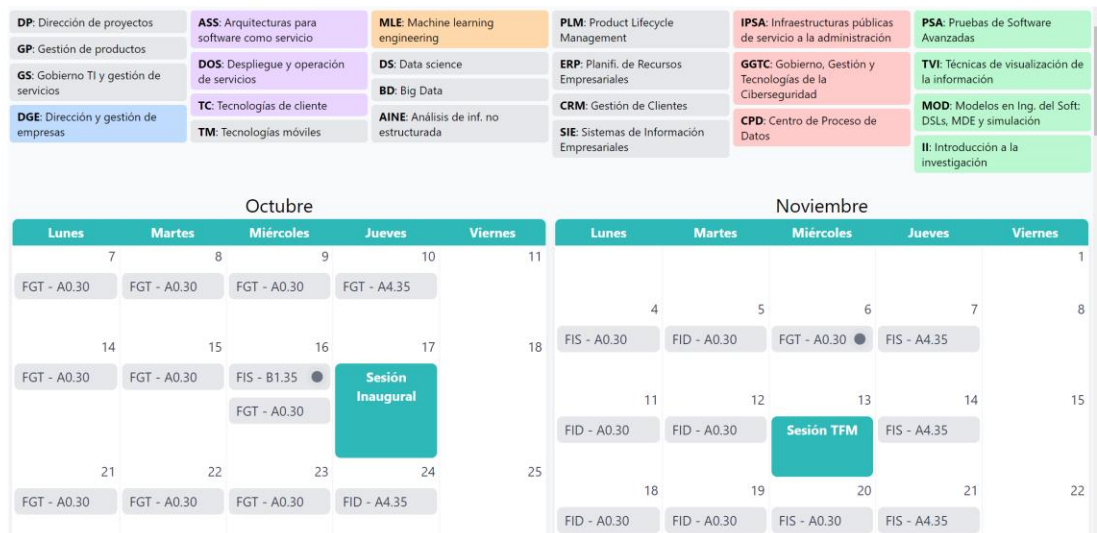 DP: Dirección de proyectos
GP: Gestión de productos
GS: Gobierno TI y gestión de
servicios
DGE: Dirección y gestión de
empresas
ASS: Arquitecturas para
software como servicio
DOS: Despliegue y operación
de servicios
TC: Tecnologías de cliente
TM: Tecnologías móviles
MLE: Machine learning
engineering
DS: Data science
BD: Big Data
AINE: Análisis de inf. no
estructurada
PLM: Product Lifecycle
Management
ERP: Planifi. de Recursos
Empresariales
CRM: Gestión de Clientes
SIE: Sistemas de Información
Empresariales
IPSA: Infraestructuras públicas
de servicio a la administración
GGTC: Gobierno, Gestión y
Tecnologías de la
Ciberseguridad
CPD: Centro de Proceso de
Datos
PSA: Pruebas de Software
Avanzadas
TVI: Técnicas de visualización de
la información
MOD: Modelos en Ing. del Soft:
DSLs, MDE y simulación
II: Introducción a la
investigación
Octubre
Lunes Martes Miércoles Jueves Viernes
7 8 9 10 11
FGT - A0.30 FGT - A0.30 FGT - A0.30 FGT - A4.35
14 15 16 17 18
FGT - A0.30 FGT - A0.30 FIS - B1.35 Sesión
Inaugural
FGT - A0.30
21 22 23 24 25
FGT - A0.30 FGT - A0.30 FGT - A0.30 FID - A4.35
Noviembre
Lunes Martes Miércoles Jueves Viernes
1
4 5 6 7 8
FIS - A0.30 FID - A0.30 FGT - A0.30 FIS - A4.35
11 12 13 14 15
FID - A0.30 FID - A0.30 Sesión TFM FIS - A4.35
18 19 20 21 22
FID - A0.30 FID - A0.30 FIS - A0.30 FIS - A4.35